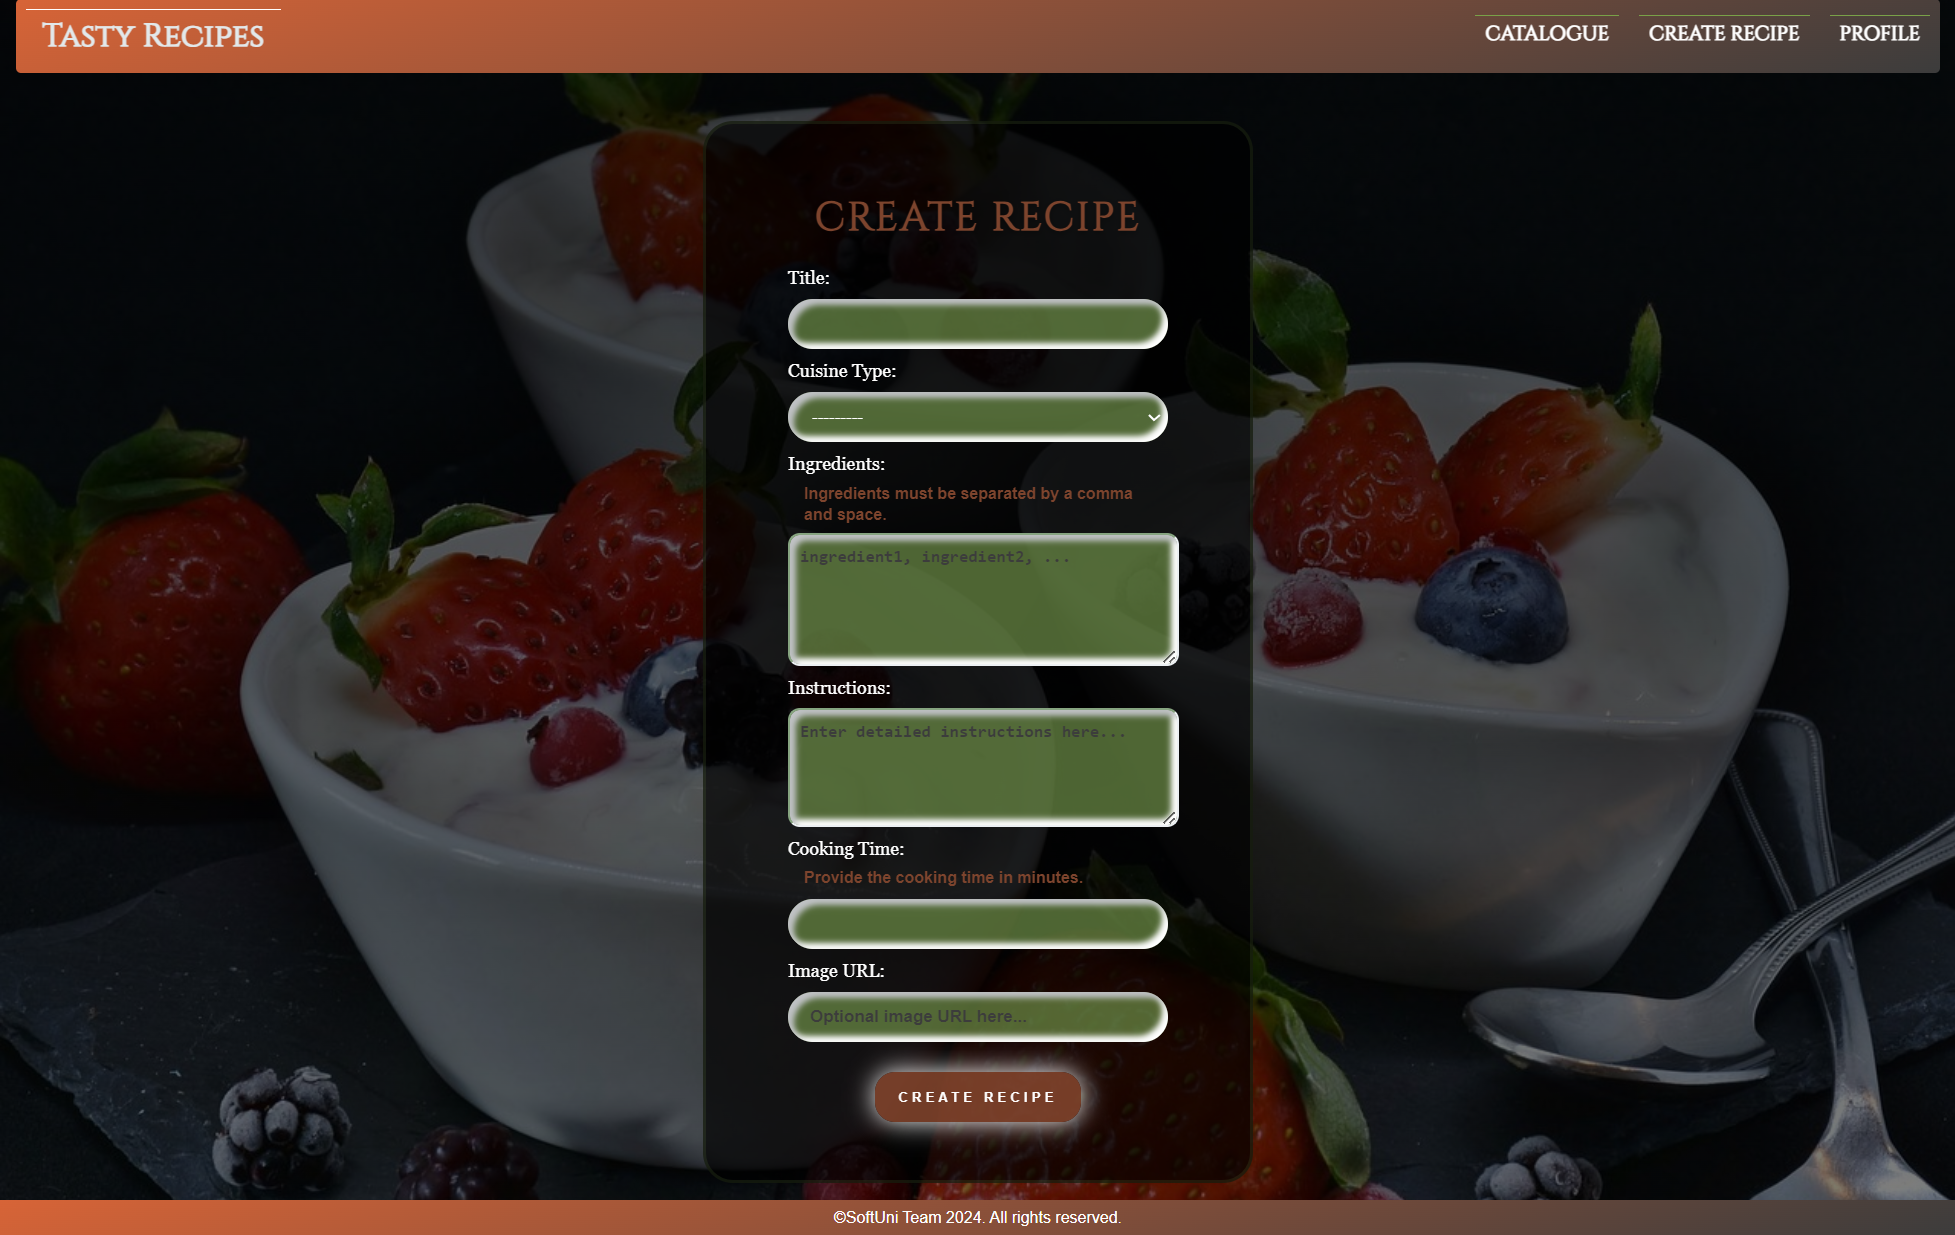 Tasty Recipes
CATALOGUE CREATE RECIPE PROFILE
CREATE RECIPE
Title:
Cuisine Type:
---------
Ingredients:
Ingredients must be separated by a comma
and space.
ingredient1, ingredient2, ...
Instructions:
Enter detailed instructions here...
Cooking Time:
Provide the cooking time in minutes.
Image URL:
Optional image URL here...
CREATE RECIPE
©SoftUni Team 2024. All rights reserved.